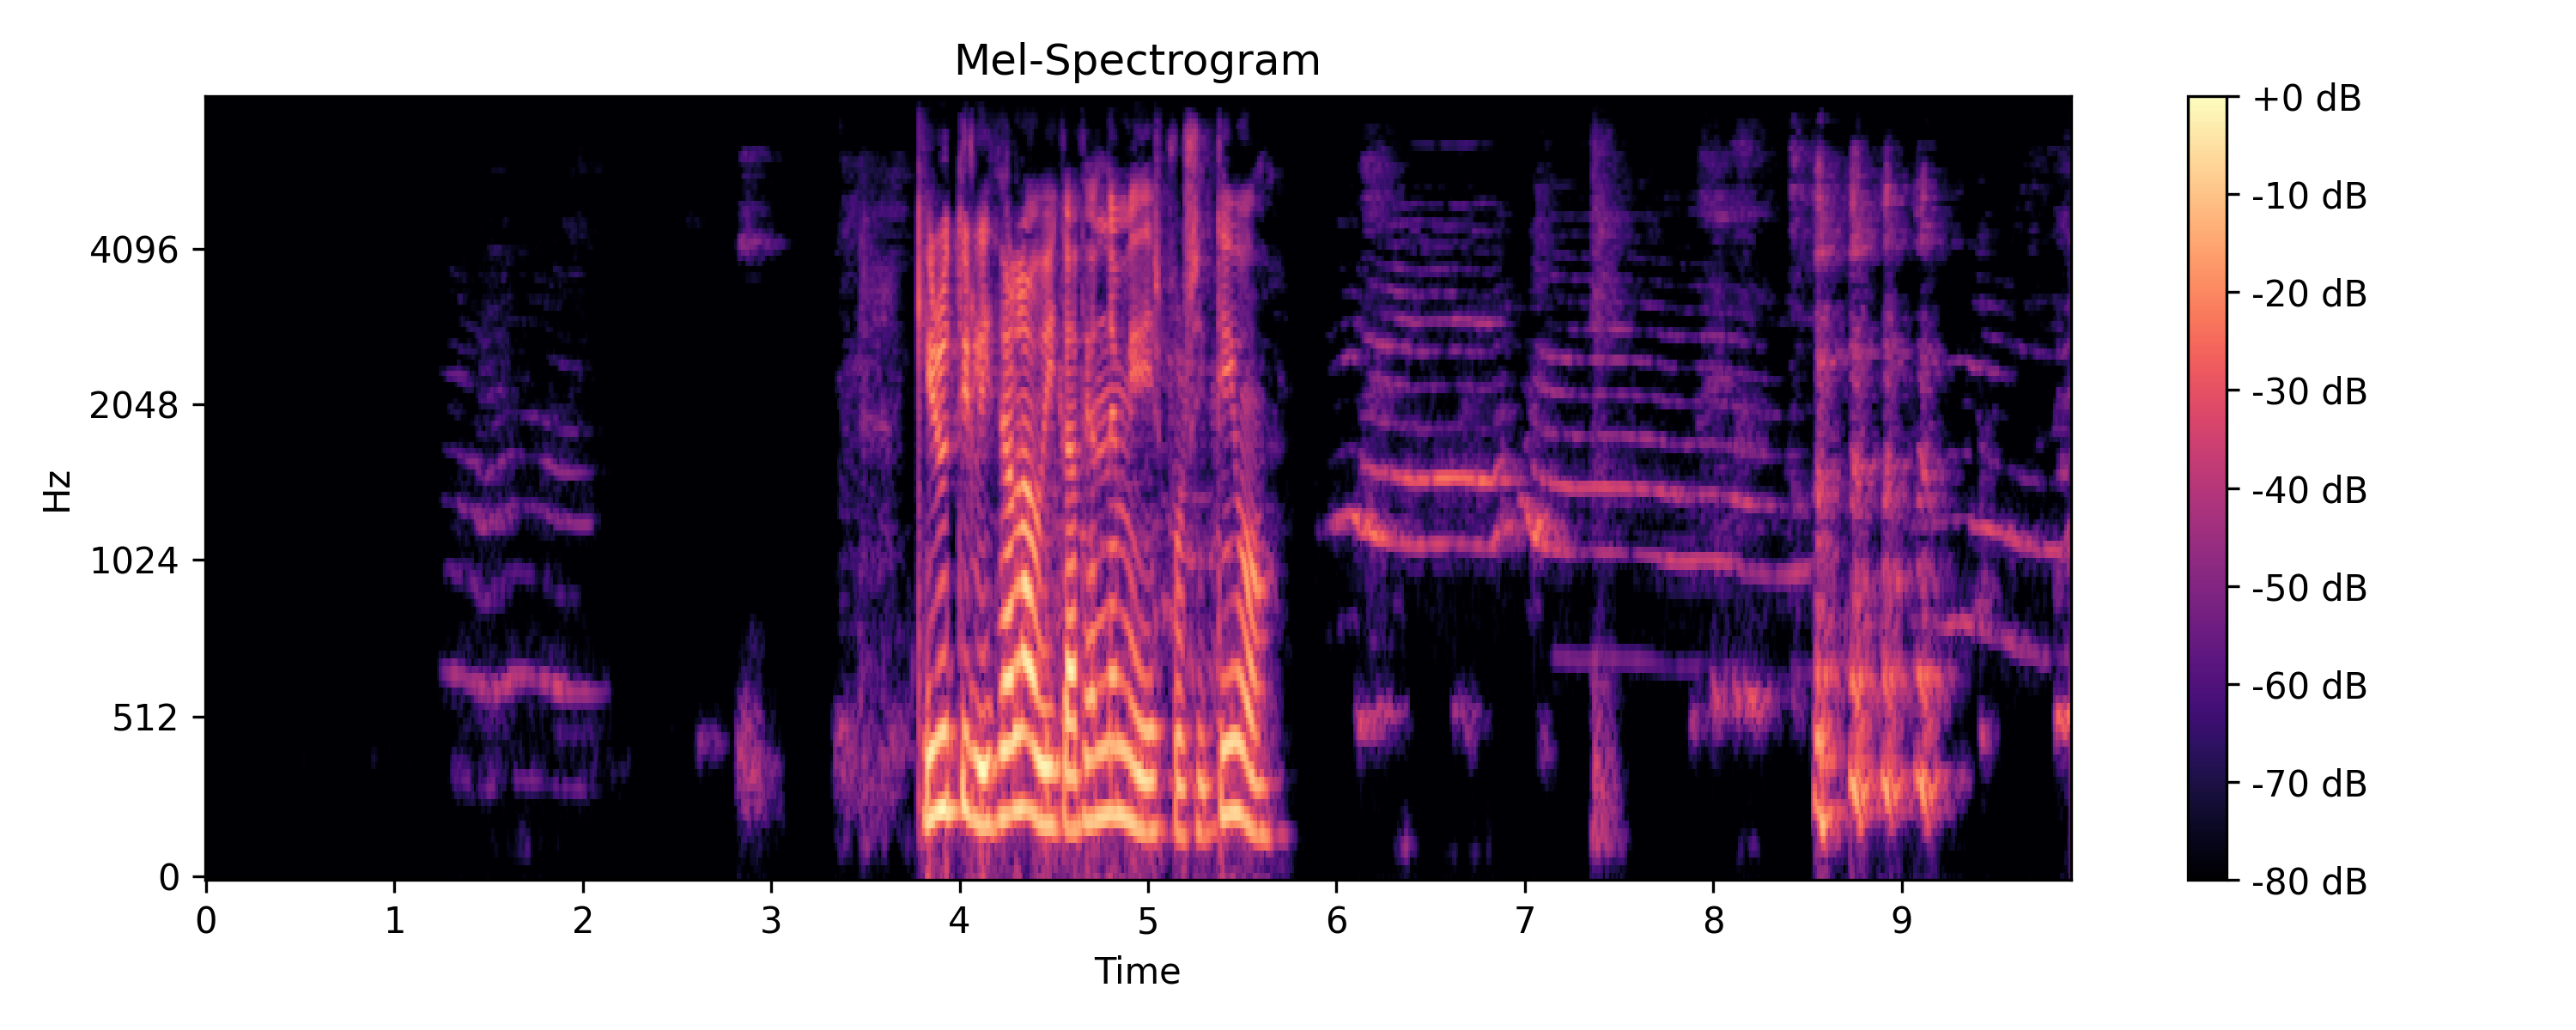 Mel-Spectrogram
+0 dB
-10 dB
-20 dB
-30 dB
-40 dB
-50 dB
-60 dB
-70 dB
-80 dB
Hz
4096
2048
1024
512
0
0 1 2 3 4 5 6 7 8 9
Time